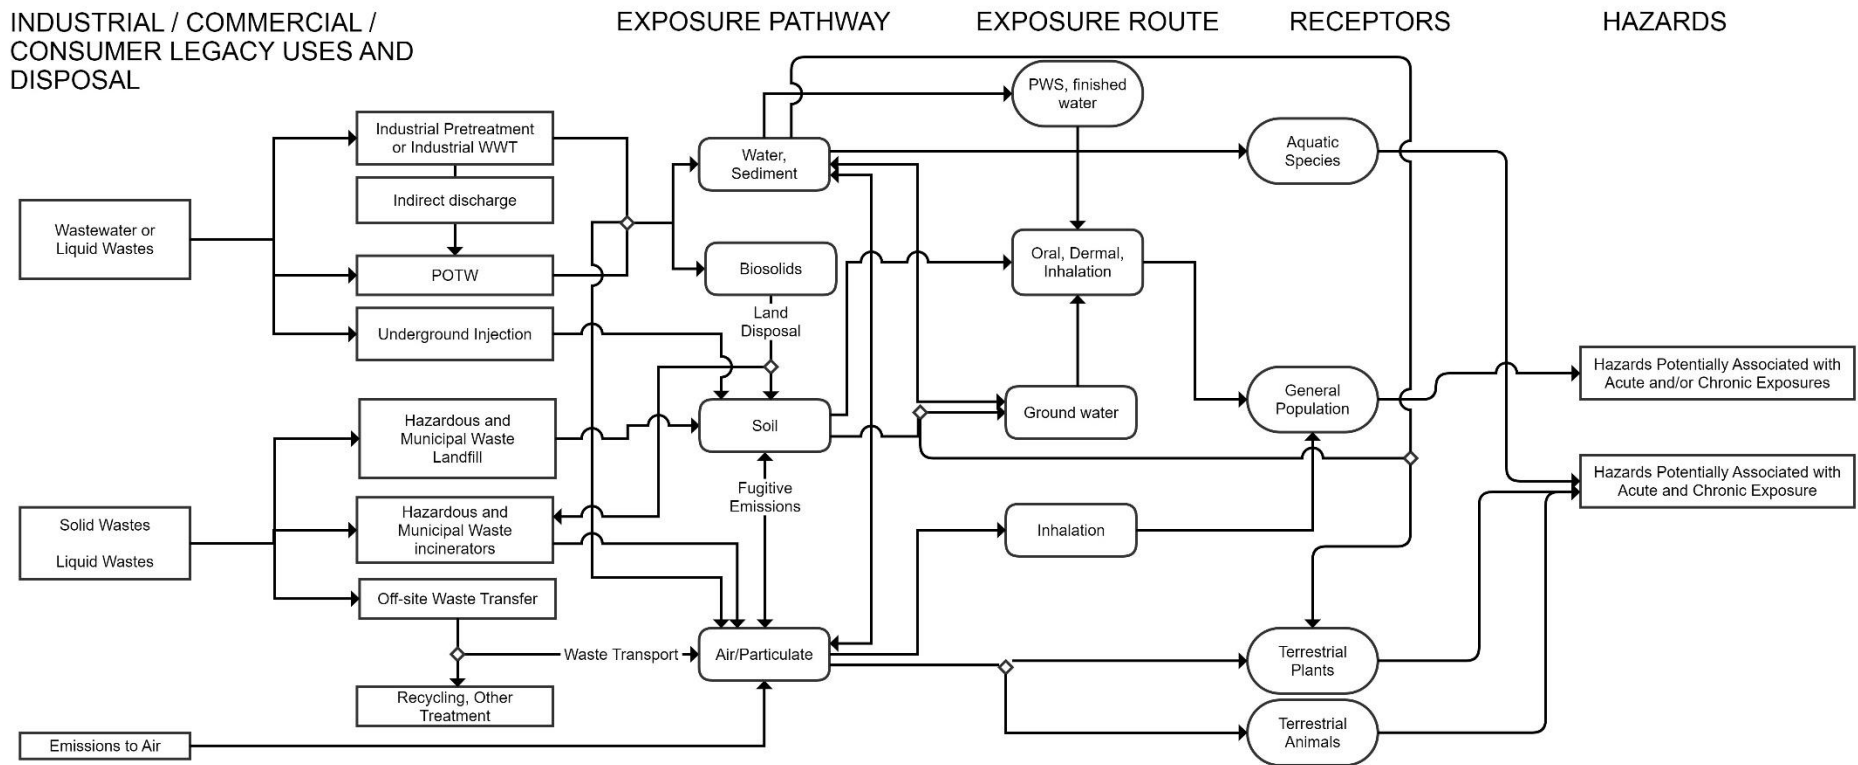 INDUSTRIAL / COMMERCIAL /
CONSUMER LEGACY USES AND
DISPOSAL
EXPOSURE PATHWAY
EXPOSURE ROUTE
RECEPTORS
HAZARDS
Wastewater or
Liquid Wastes
Solid Wastes
Liquid Wastes
Emissions to Air
Industrial Pretreatment
or Industrial WWT
Indirect discharge
POTW
Underground Injection
Hazardous and
Municipal Waste
Landfill
Hazardous and
Municipal Waste
incinerators
Off-site Waste Transfer
Waste Transport
Recycling, Other
Treatment
Water,
Sediment
Biosolids
Land
Disposal
Soil
Fugitive
Emissions
Air/Particulate
PWS, finished
water
Oral, Dermal,
Inhalation
Ground water
Inhalation
Aquatic
Species
General
Population
Terrestrial
Plants
Terrestrial
Animals
Hazards Potentially Associated with
Acute and/or Chronic Exposures
Hazards Potentially Associated with
Acute and Chronic Exposure